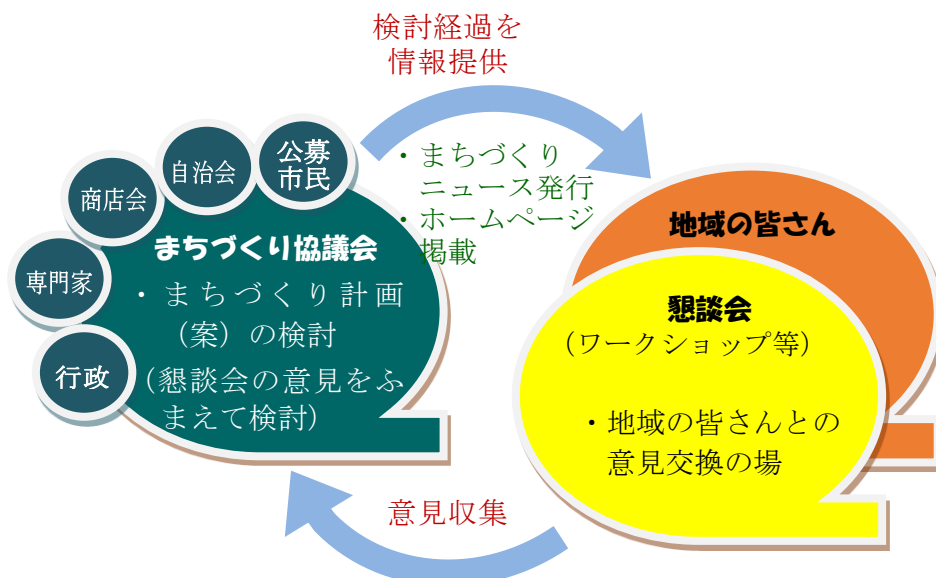 検討経過を
情報提供
公募
市民
自治会
商店会
専門家
行政
まちづくり協議会
・まちづくり計画
（案）の検討
（懇談会の意見をふ
まえて検討）
・まちづくり
ニュース発行
・ホームページ
掲載
地域の皆さん
懇談会
（ワークショップ等）
・地域の皆さんとの
意見交換の場
意見収集